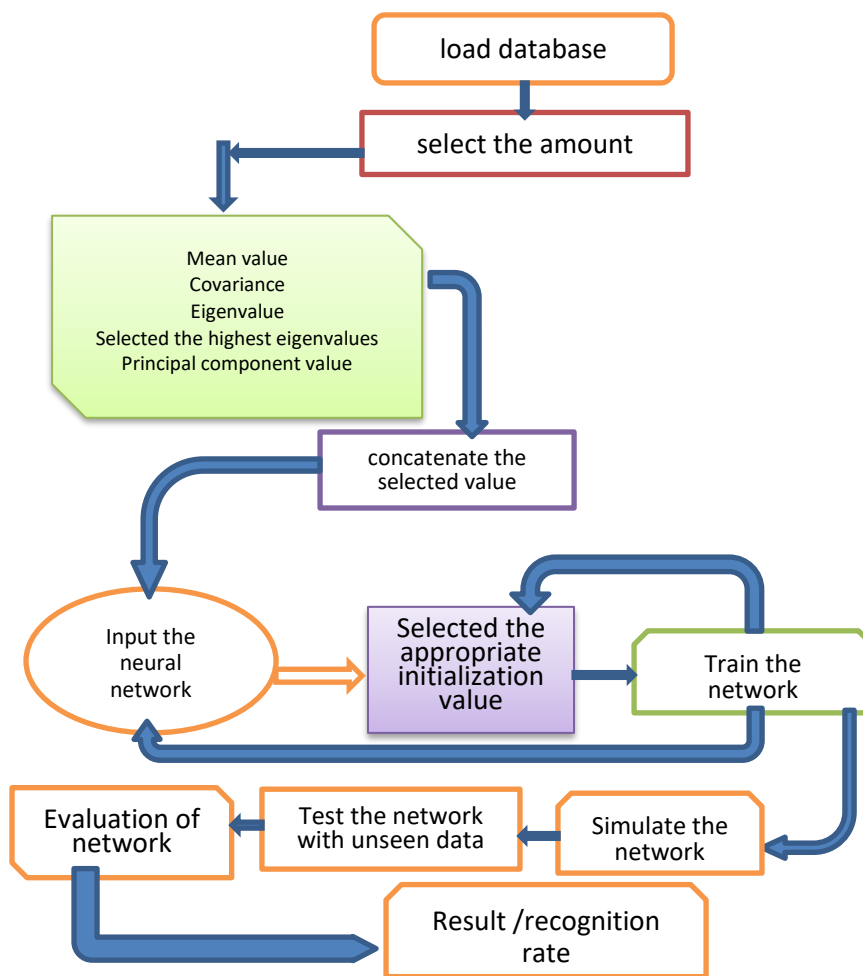 load database
select the amount
Mean value
Covariance
Eigenvalue
Selected the highest eigenvalues
Principal component value
concatenate the
selected value
Input the
neural
network
Selected the
appropriate
initialization
value
Train the
network
Evaluation of
network
Test the network
with unseen data
Simulate the
network
Result /recognition
rate